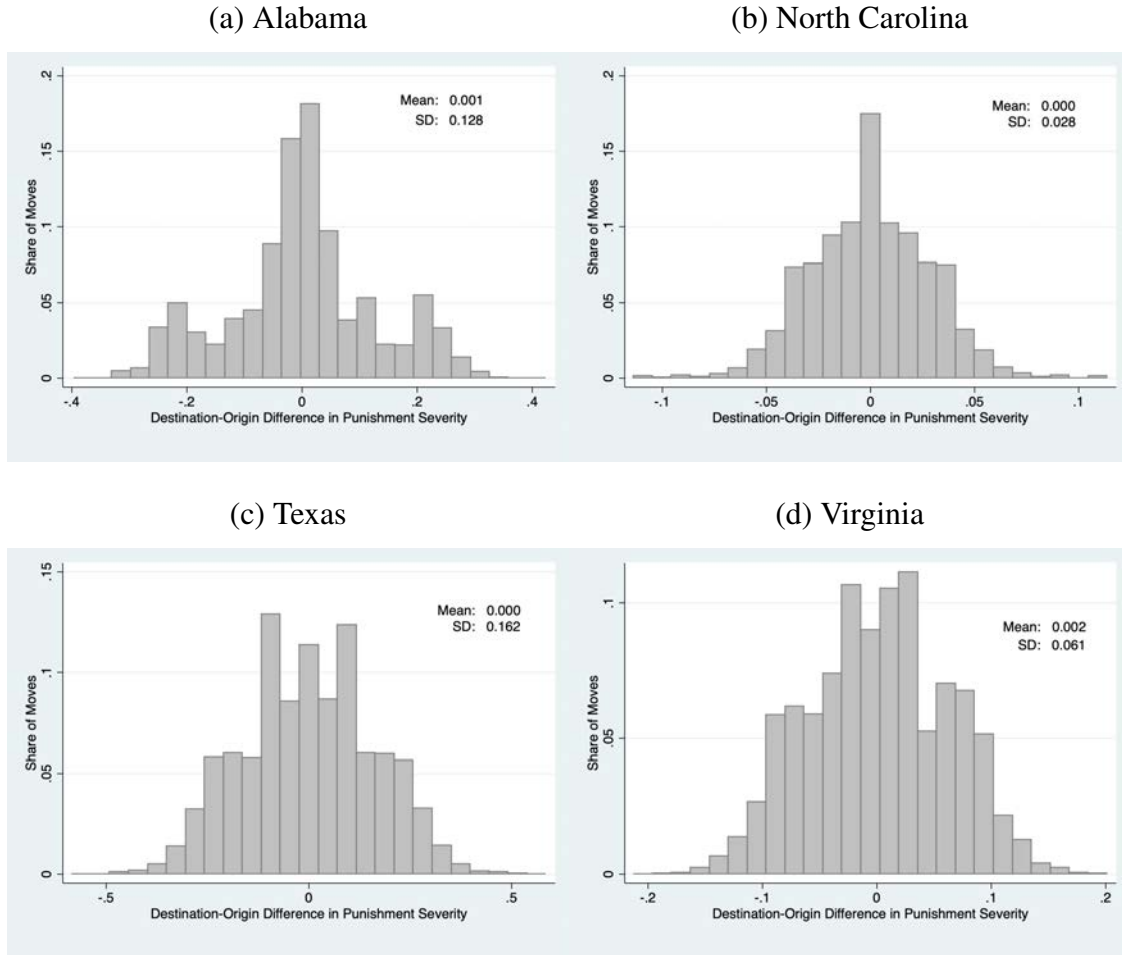 (a) Alabama
.2
.15
.1
.05
0
Share of Moves
Mean: 0.001
SD: 0.128
-.4
-.2
0
.2
.4
Destination-Origin Difference in Punishment Severity
(b) North Carolina
.2
.15
.1
.05
0
Share of Moves
Mean: 0.000
SD: 0.028
-.1
-.05
0
.05
.1
Destination-Origin Difference in Punishment Severity
(c) Texas
.15
.1
.05
0
Share of Moves
Mean: 0.000
SD: 0.162
-.5
0
.5
Destination-Origin Difference in Punishment Severity
(d) Virginia
.1
.05
0
Share of Moves
Mean: 0.002
SD: 0.061
-.2
-.1
0
.1
.2
Destination-Origin Difference in Punishment Severity